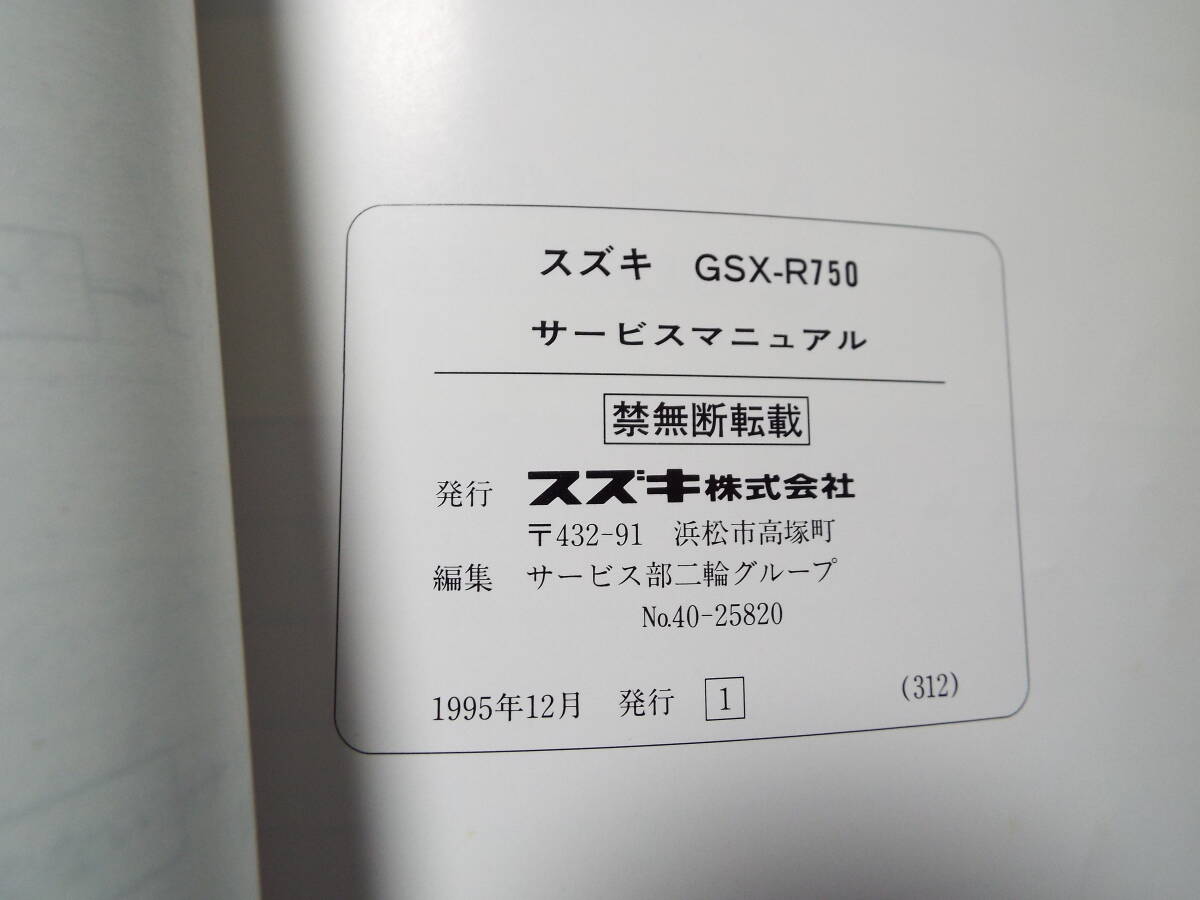 スズキ GSX-R750
サービスマニュアル
禁無断転載
発行 スズキ株式会社
〒432-91 浜松市高塚町
編集 サービス部二輪グループ
No.40-25820
1995年12月 発行 1 (312)